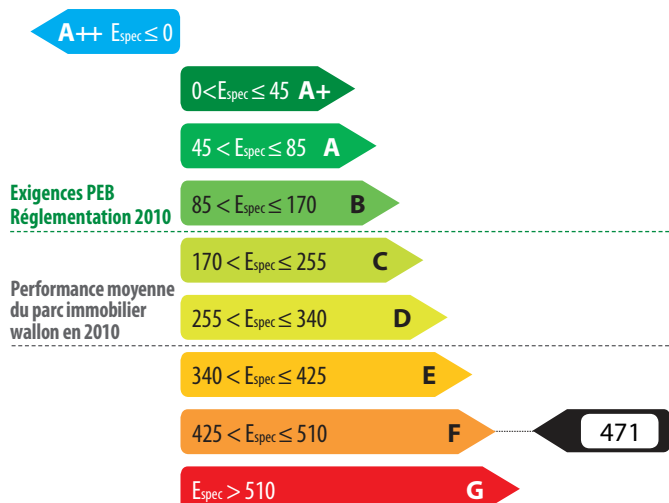 A++ Espec ≤ 0
0<Espec ≤ 45 A+
45 < Espec ≤ 85 A
Exigences PEB
Réglementation 2010
85 < Espec ≤ 170 B
170 < Espec ≤ 255 C
Performance moyenne
du parc immobilier
wallon en 2010
255 < Espec ≤ 340 D
340 < Espec ≤ 425 E
425 < Espec ≤ 510 F
471
Espec > 510 G